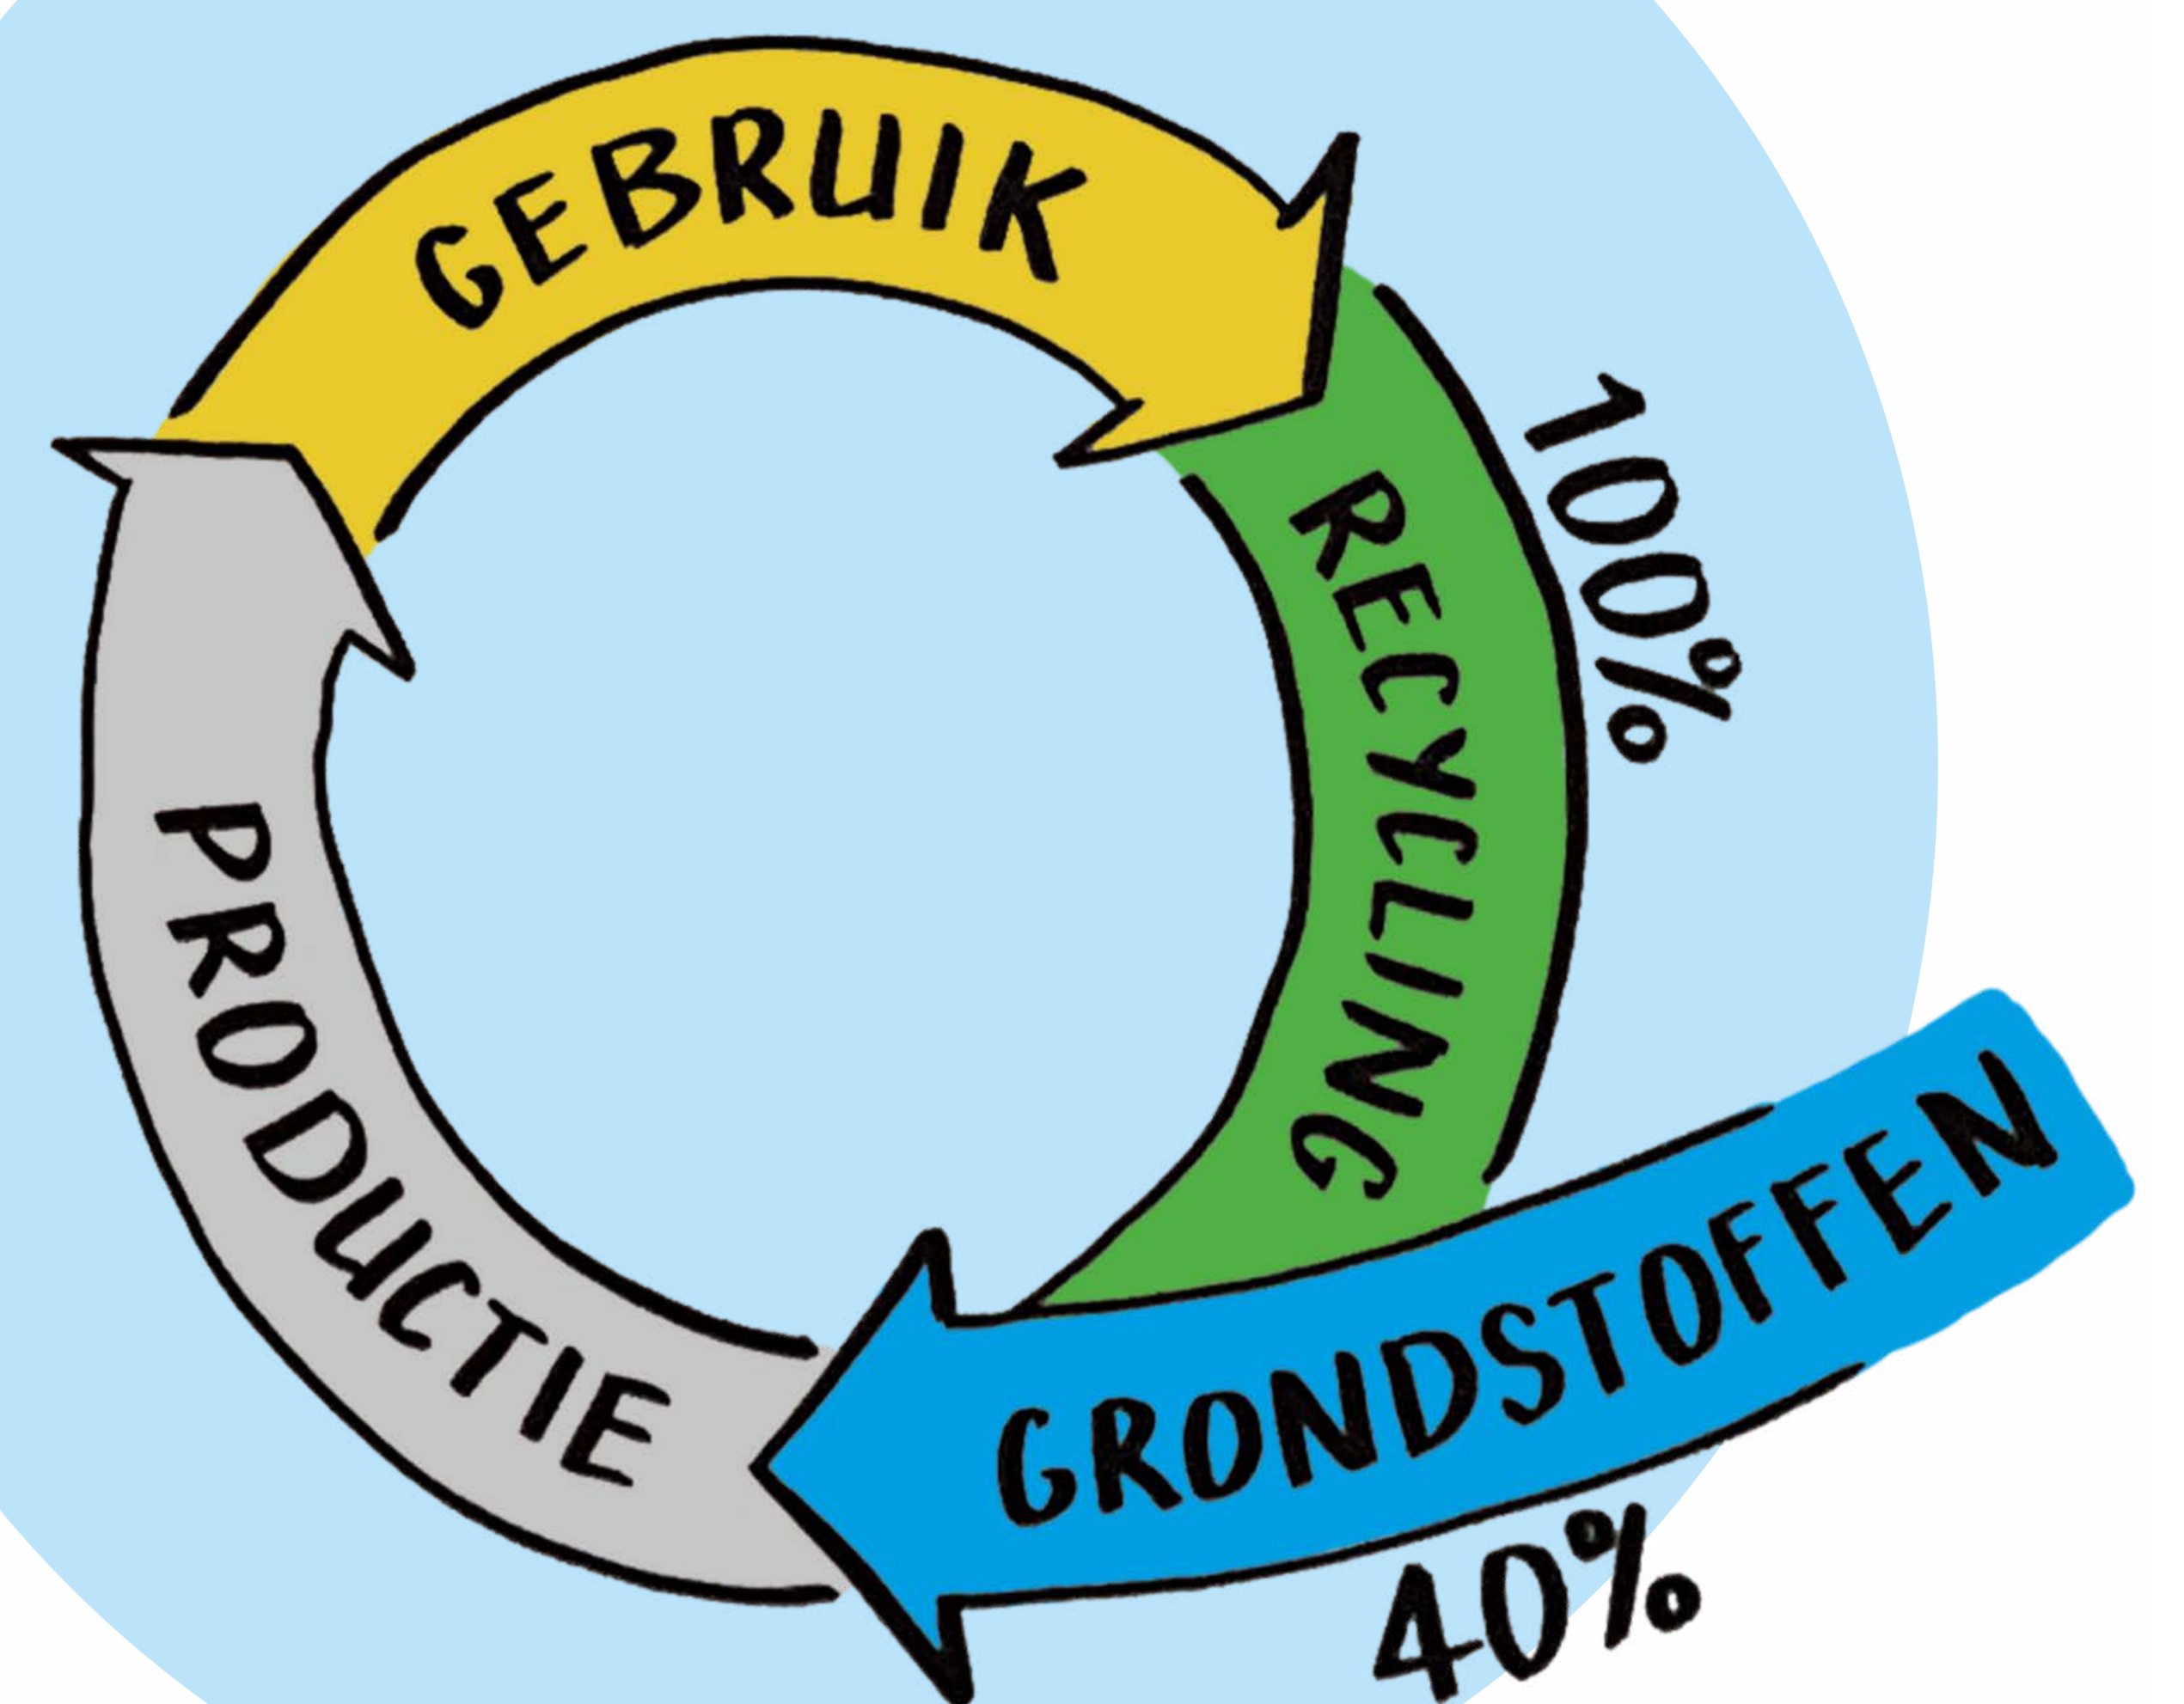 GEBRUIK
RECYCLING
100%
GRONDSTOFFEN
40%
PRODUCTIE